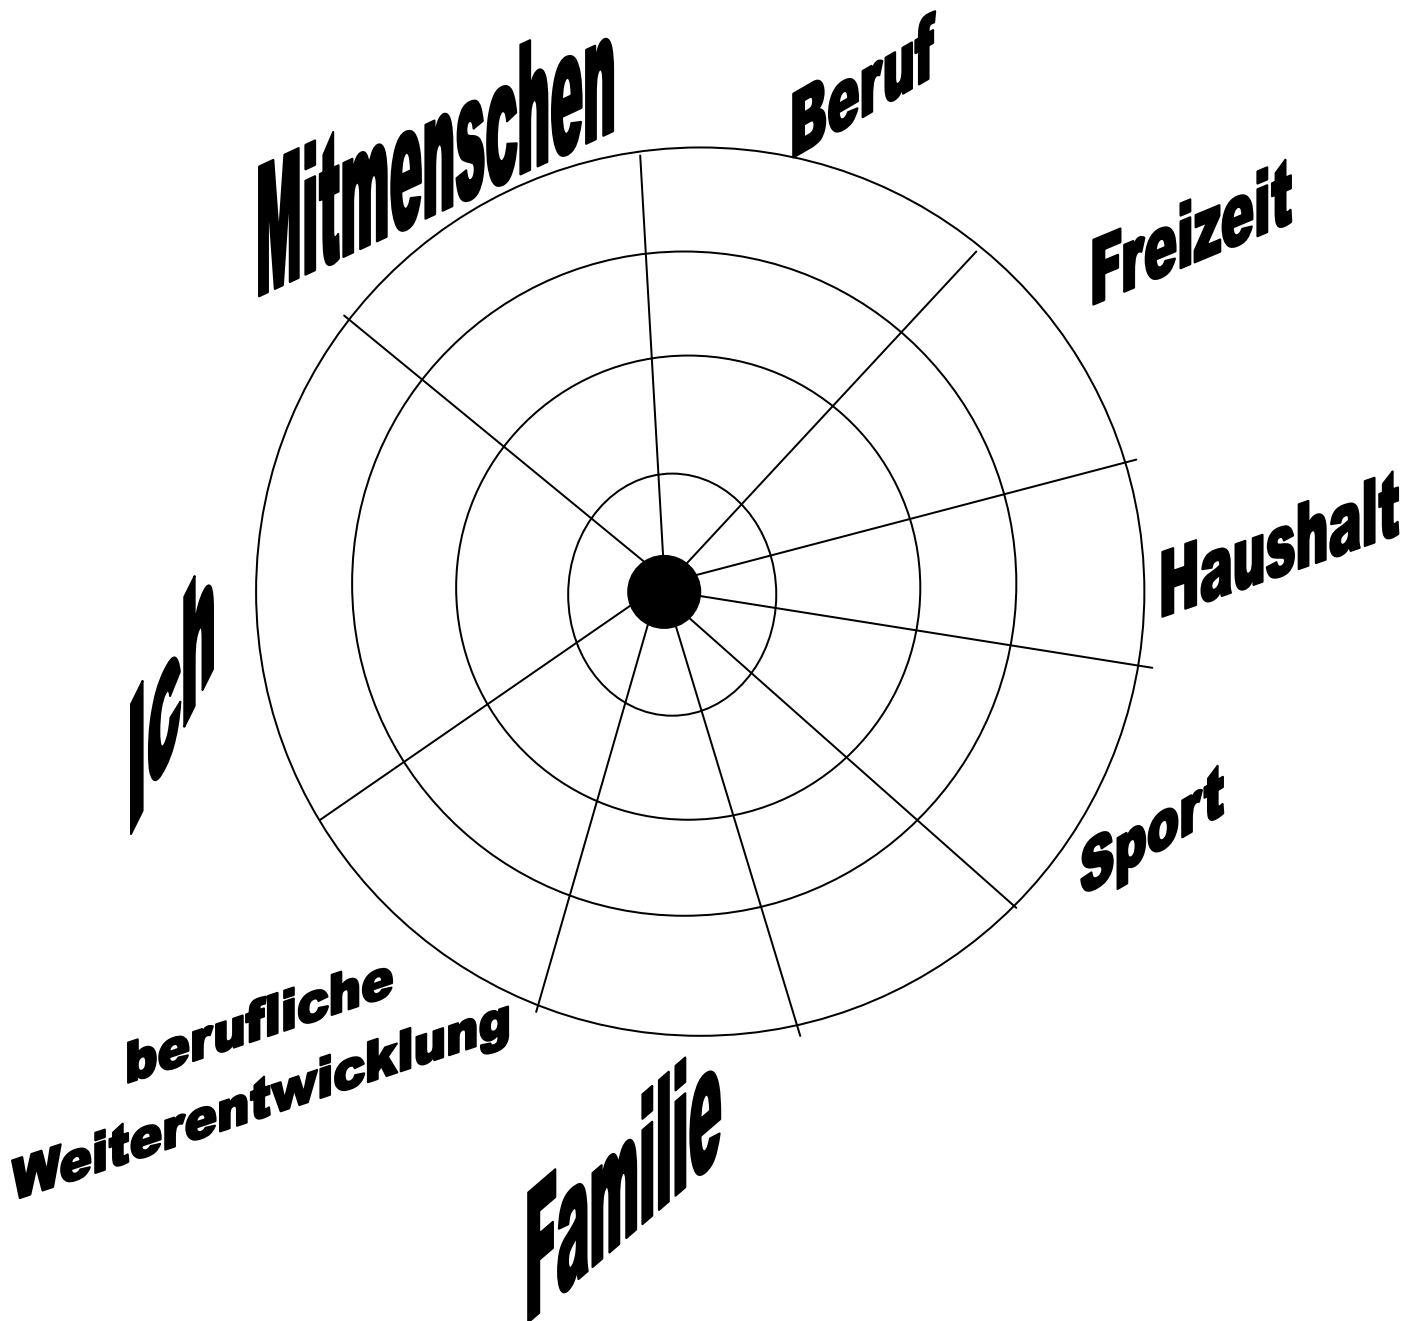 Mitmenschen
Beruf
Freizeit
Haushalt
Ich
Sport
berufliche
Weiterentwicklung
Familie